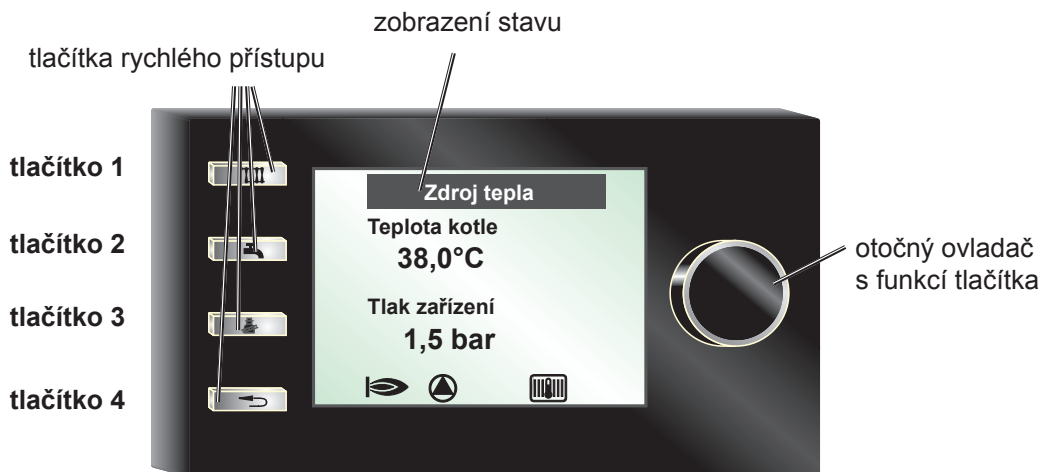 zobrazení stavu
tlačítka rychlého přístupu
tlačítko 1
tlačítko 2
tlačítko 3
tlačítko 4
Zdroj tepla
Teplota kotle
38,0°C
Tlak zařízení
1,5 bar
otočný ovladač
s funkcí tlačítka